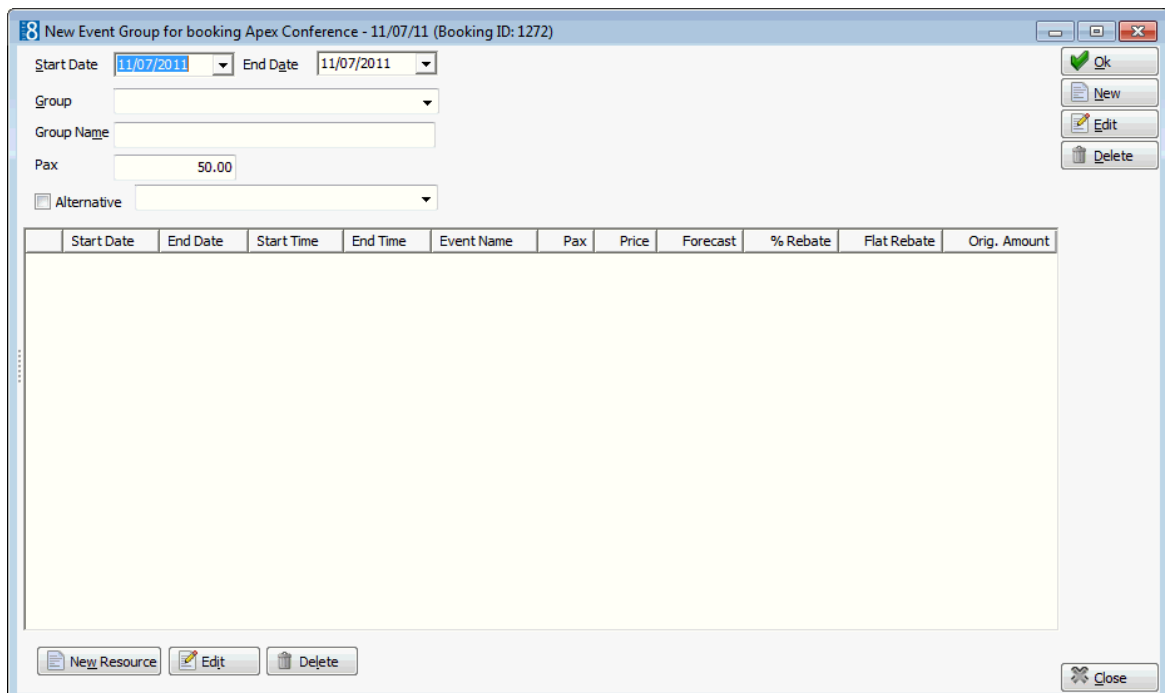 8 New Event Group for booking Apex Conference - 11/07/11 (Booking ID: 1272)
Start Date 11/07/2011 End Date 11/07/2011
Ok
Group
New
Group Name
Edit
Pax 50.00
Delete
Alternative
Start Date End Date Start Time End Time Event Name Pax Price Forecast % Rebate Flat Rebate Orig. Amount
New Resource Edit Delete
Close